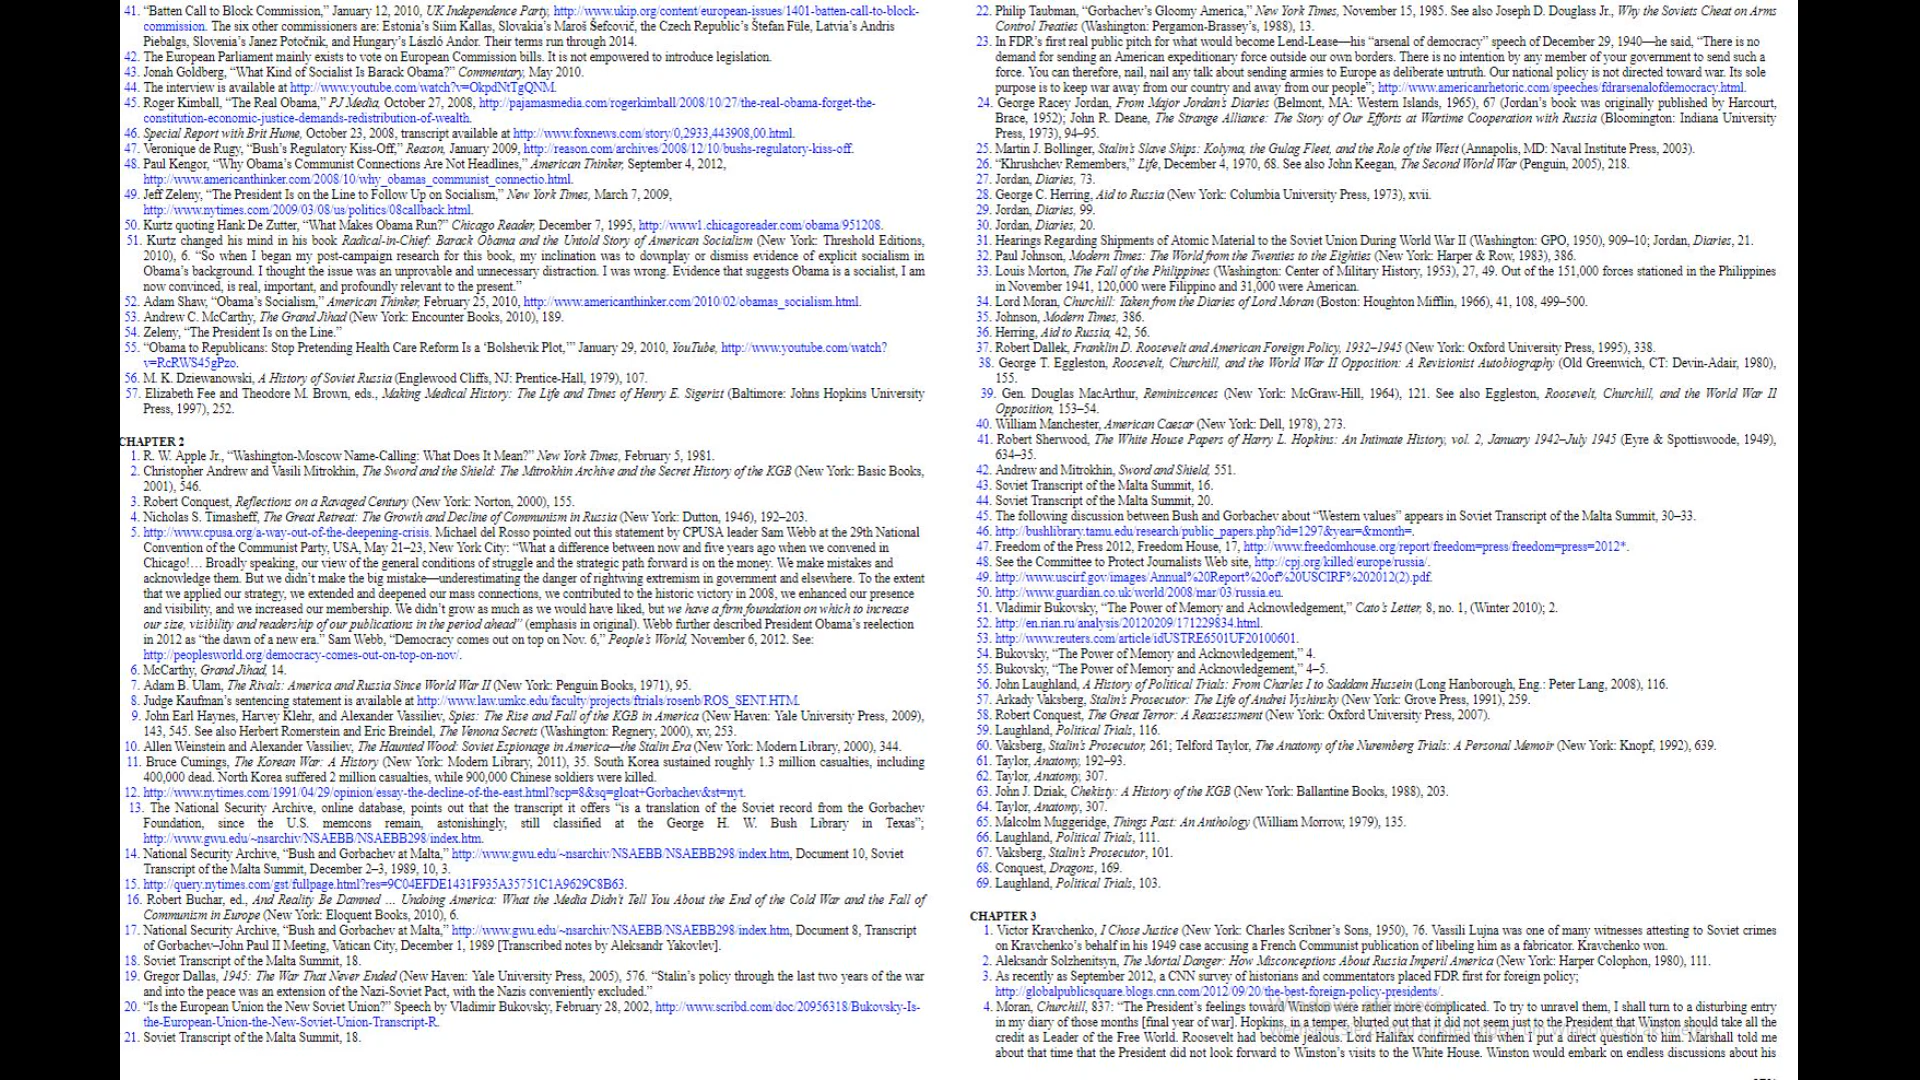 41. “Batten Call to Block Commission,” January 12, 2010, UK Independence Party, http://www.ukip.org/content/european-issues/1401-batten-call-to-block-
commission. The six other commissioners are: Estonia’s Siim Kallas, Slovakia’s Maroš Šefčovič, the Czech Republic’s Štefan Füle, Latvia’s Andris
Piebalgs, Slovenia’s Janez Potočnik, and Hungary’s László Andor. Their terms run through 2014.
42. The European Parliament mainly exists to vote on European Commission bills. It is not empowered to introduce legislation.
43. Jonah Goldberg, “What Kind of Socialist Is Barack Obama?” Commentary, May 2010.
44. The interview is available at http://www.youtube.com/watch?v=OkpdNtTgQNM.
45. Roger Kimball, “The Real Obama,” PJ Media, October 27, 2008, http://pajamasmedia.com/rogerkimball/2008/10/27/the-real-obama-forget-the-
constitution-economic-justice-demands-redistribution-of-wealth.
46. Special Report with Brit Hume, October 23, 2008, transcript available at http://www.foxnews.com/story/0,2933,443908,00.html.
47. Veronique de Rugy, “Bush’s Regulatory Kiss-Off,” Reason, January 2009, http://reason.com/archives/2008/12/10/bushs-regulatory-kiss-off.
48. Paul Kengor, “Why Obama’s Communist Connections Are Not Headlines,” American Thinker, September 4, 2012,
http://www.americanthinker.com/2008/10/why_obamas_communist_connectio.html.
49. Jeff Zeleny, “The President Is on the Line to Follow Up on Socialism,” New York Times, March 7, 2009,
http://www.nytimes.com/2009/03/08/us/politics/08callback.html.
50. Kurtz quoting Hank De Zutter, “What Makes Obama Run?” Chicago Reader, December 7, 1995, http://www1.chicagoreader.com/obama/951208.
51. Kurtz changed his mind in his book Radical-in-Chief: Barack Obama and the Untold Story of American Socialism (New York: Threshold Editions,
2010), 6. “So when I began my post-campaign research for this book, my inclination was to downplay or dismiss evidence of explicit socialism in
Obama’s background. I thought the issue was an unprovable and unnecessary distraction. I was wrong. Evidence that suggests Obama is a socialist, I am
now convinced, is real, important, and profoundly relevant to the present.”
52. Adam Shaw, “Obama’s Socialism,” American Thinker, February 25, 2010, http://www.americanthinker.com/2010/02/obamas_socialism.html.
53. Andrew C. McCarthy, The Grand Jihad (New York: Encounter Books, 2010), 189.
54. Zeleny, “The President Is on the Line.”
55. “Obama to Republicans: Stop Pretending Health Care Reform Is a ‘Bolshevik Plot,’” January 29, 2010, YouTube, http://www.youtube.com/watch?
v=RcRWS45gPzo.
56. M. K. Dziewanowski, A History of Soviet Russia (Englewood Cliffs, NJ: Prentice-Hall, 1979), 107.
57. Elizabeth Fee and Theodore M. Brown, eds., Making Medical History: The Life and Times of Henry E. Sigerist (Baltimore: Johns Hopkins University
Press, 1997), 252.
CHAPTER 2
1. R. W. Apple Jr., “Washington-Moscow Name-Calling: What Does It Mean?” New York Times, February 5, 1981.
2. Christopher Andrew and Vasili Mitrokhin, The Sword and the Shield: The Mitrokhin Archive and the Secret History of the KGB (New York: Basic Books,
2001), 546.
3. Robert Conquest, Reflections on a Ravaged Century (New York: Norton, 2000), 155.
4. Nicholas S. Timasheff, The Great Retreat: The Growth and Decline of Communism in Russia (New York: Dutton, 1946), 192–203.
5. http://www.cpusa.org/a-way-out-of-the-deepening-crisis. Michael del Rosso pointed out this statement by CPUSA leader Sam Webb at the 29th National
Convention of the Communist Party, USA, May 21–23, New York City: “What a difference between now and five years ago when we convened in
Chicago!… Broadly speaking, our view of the general conditions of struggle and the strategic path forward is on the money. We make mistakes and
acknowledge them. But we didn’t make the big mistake—underestimating the danger of rightwing extremism in government and elsewhere. To the extent
that we applied our strategy, we extended and deepened our mass connections, we contributed to the historic victory in 2008, we enhanced our presence
and visibility, and we increased our membership. We didn’t grow as much as we would have liked, but we have a firm foundation on which to increase
our size, visibility and readership of our publications in the period ahead” (emphasis in original). Webb further described President Obama’s reelection
in 2012 as “the dawn of a new era.” Sam Webb, “Democracy comes out on top on Nov. 6,” People’s World, November 6, 2012. See:
http://peoplesworld.org/democracy-comes-out-on-top-on-nov/.
6. McCarthy, Grand Jihad, 14.
7. Adam B. Ulam, The Rivals: America and Russia Since World War II (New York: Penguin Books, 1971), 95.
8. Judge Kaufman’s sentencing statement is available at http://www.law.umkc.edu/faculty/projects/ftrials/rosenb/ROS_SENT.HTM.
9. John Earl Haynes, Harvey Klehr, and Alexander Vassiliev, Spies: The Rise and Fall of the KGB in America (New Haven: Yale University Press, 2009),
143, 545. See also Herbert Romerstein and Eric Breindel, The Venona Secrets (Washington: Regnery, 2000), xv, 253.
10. Allen Weinstein and Alexander Vassiliev, The Haunted Wood: Soviet Espionage in America—the Stalin Era (New York: Modern Library, 2000), 344.
11. Bruce Cumings, The Korean War: A History (New York: Modern Library, 2011), 35. South Korea sustained roughly 1.3 million casualties, including
400,000 dead. North Korea suffered 2 million casualties, while 900,000 Chinese soldiers were killed.
12. http://www.nytimes.com/1991/04/29/opinion/essay-the-decline-of-the-east.html?scp=8&sq=gloat+Gorbachev&st=nyt.
13. The National Security Archive, online database, points out that the transcript it offers “is a translation of the Soviet record from the Gorbachev
Foundation, since the U.S. memcons remain, astonishingly, still classified at the George H. W. Bush Library in Texas”;
http://www.gwu.edu/~nsarchiv/NSAEBB/NSAEBB298/index.htm.
14. National Security Archive, “Bush and Gorbachev at Malta,” http://www.gwu.edu/~nsarchiv/NSAEBB/NSAEBB298/index.htm, Document 10, Soviet
Transcript of the Malta Summit, December 2–3, 1989, 10, 3.
15. http://query.nytimes.com/gst/fullpage.html?res=9C04EFDE1431F935A35751C1A9629C8B63.
16. Robert Buchar, ed., And Reality Be Damned … Undoing America: What the Media Didn’t Tell You About the End of the Cold War and the Fall of
Communism in Europe (New York: Eloquent Books, 2010), 6.
17. National Security Archive, “Bush and Gorbachev at Malta,” http://www.gwu.edu/~nsarchiv/NSAEBB/NSAEBB298/index.htm, Document 8, Transcript
of Gorbachev–John Paul II Meeting, Vatican City, December 1, 1989 [Transcribed notes by Aleksandr Yakovlev].
18. Soviet Transcript of the Malta Summit, 18.
19. Gregor Dallas, 1945: The War That Never Ended (New Haven: Yale University Press, 2005), 576. “Stalin’s policy through the last two years of the war
and into the peace was an extension of the Nazi-Soviet Pact, with the Nazis conveniently excluded.”
20. “Is the European Union the New Soviet Union?” Speech by Vladimir Bukovsky, February 28, 2002, http://www.scribd.com/doc/20956318/Bukovsky-Is-
the-European-Union-the-New-Soviet-Union-Transcript-R.
21. Soviet Transcript of the Malta Summit, 18.
22. Philip Taubman, “Gorbachev’s Gloomy America,” New York Times, November 15, 1985. See also Joseph D. Douglass Jr., Why the Soviets Cheat on Arms
Control Treaties (Washington: Pergamon-Brassey’s, 1988), 13.
23. In FDR’s first real public pitch for what would become Lend-Lease—his “arsenal of democracy” speech of December 29, 1940—he said, “There is no
demand for sending an American expeditionary force outside our own borders. There is no intention by any member of your government to send such a
force. You can therefore, nail, nail any talk about sending armies to Europe as deliberate untruth. Our national policy is not directed toward war. Its sole
purpose is to keep war away from our country and away from our people”; http://www.americanrhetoric.com/speeches/fdrarsenalofdemocracy.html.
24. George Racey Jordan, From Major Jordan’s Diaries (Belmont, MA: Western Islands, 1965), 67 (Jordan’s book was originally published by Harcourt,
Brace, 1952); John R. Deane, The Strange Alliance: The Story of Our Efforts at Wartime Cooperation with Russia (Bloomington: Indiana University
Press, 1973), 94–95.
25. Martin J. Bollinger, Stalin’s Slave Ships: Kolyma, the Gulag Fleet, and the Role of the West (Annapolis, MD: Naval Institute Press, 2003).
26. “Khrushchev Remembers,” Life, December 4, 1970, 68. See also John Keegan, The Second World War (Penguin, 2005), 218.
27. Jordan, Diaries, 73.
28. George C. Herring, Aid to Russia (New York: Columbia University Press, 1973), xvii.
29. Jordan, Diaries, 99.
30. Jordan, Diaries, 20.
31. Hearings Regarding Shipments of Atomic Material to the Soviet Union During World War II (Washington: GPO, 1950), 909–10; Jordan, Diaries, 21.
32. Paul Johnson, Modern Times: The World from the Twenties to the Eighties (New York: Harper & Row, 1983), 386.
33. Louis Morton, The Fall of the Philippines (Washington: Center of Military History, 1953), 27, 49. Out of the 151,000 forces stationed in the Philippines
in November 1941, 120,000 were Filippino and 31,000 were American.
34. Lord Moran, Churchill: Taken from the Diaries of Lord Moran (Boston: Houghton Mifflin, 1966), 41, 108, 499–500.
35. Johnson, Modern Times, 386.
36. Herring, Aid to Russia, 42, 56.
37. Robert Dallek, Franklin D. Roosevelt and American Foreign Policy, 1932–1945 (New York: Oxford University Press, 1995), 338.
38. George T. Eggleston, Roosevelt, Churchill, and the World War II Opposition: A Revisionist Autobiography (Old Greenwich, CT: Devin-Adair, 1980),
155.
39. Gen. Douglas MacArthur, Reminiscences (New York: McGraw-Hill, 1964), 121. See also Eggleston, Roosevelt, Churchill, and the World War II
Opposition, 153–54.
40. William Manchester, American Caesar (New York: Dell, 1978), 273.
41. Robert Sherwood, The White House Papers of Harry L. Hopkins: An Intimate History, vol. 2, January 1942–July 1945 (Eyre & Spottiswoode, 1949),
634–35.
42. Andrew and Mitrokhin, Sword and Shield, 551.
43. Soviet Transcript of the Malta Summit, 16.
44. Soviet Transcript of the Malta Summit, 20.
45. The following discussion between Bush and Gorbachev about “Western values” appears in Soviet Transcript of the Malta Summit, 30–33.
46. http://bushlibrary.tamu.edu/research/public_papers.php?id=1297&year=&month=.
47. Freedom of the Press 2012, Freedom House, 17, http://www.freedomhouse.org/report/freedom=press/freedom=press=2012*.
48. See the Committee to Protect Journalists Web site, http://cpj.org/killed/europe/russia/.
49. http://www.uscirf.gov/images/Annual%20Report%20of%20USCIRF%202012(2).pdf.
50. http://www.guardian.co.uk/world/2008/mar/03/russia.eu.
51. Vladimir Bukovsky, “The Power of Memory and Acknowledgement,” Cato’s Letter, 8, no. 1, (Winter 2010); 2.
52. http://en.rian.ru/analysis/20120209/171229834.html.
53. http://www.reuters.com/article/idUSTRE6501UF20100601.
54. Bukovsky, “The Power of Memory and Acknowledgement,” 4.
55. Bukovsky, “The Power of Memory and Acknowledgement,” 4–5.
56. John Laughland, A History of Political Trials: From Charles I to Saddam Hussein (Long Hanborough, Eng.: Peter Lang, 2008), 116.
57. Arkady Vaksberg, Stalin’s Prosecutor: The Life of Andrei Vyshinsky (New York: Grove Press, 1991), 259.
58. Robert Conquest, The Great Terror: A Reassessment (New York: Oxford University Press, 2007).
59. Laughland, Political Trials, 116.
60. Vaksberg, Stalin’s Prosecutor, 261; Telford Taylor, The Anatomy of the Nuremberg Trials: A Personal Memoir (New York: Knopf, 1992), 639.
61. Taylor, Anatomy, 192–93.
62. Taylor, Anatomy, 307.
63. John J. Dziak, Chekisty: A History of the KGB (New York: Ballantine Books, 1988), 203.
64. Taylor, Anatomy, 307.
65. Malcolm Muggeridge, Things Past: An Anthology (William Morrow, 1979), 135.
66. Laughland, Political Trials, 111.
67. Vaksberg, Stalin’s Prosecutor, 101.
68. Conquest, Dragons, 169.
69. Laughland, Political Trials, 103.
CHAPTER 3
1. Victor Kravchenko, I Chose Justice (New York: Charles Scribner’s Sons, 1950), 76. Vassili Lujna was one of many witnesses attesting to Soviet crimes
on Kravchenko’s behalf in his 1949 case accusing a French Communist publication of libeling him as a fabricator. Kravchenko won.
2. Aleksandr Solzhenitsyn, The Mortal Danger: How Misconceptions About Russia Imperil America (New York: Harper Colophon, 1980), 111.
3. As recently as September 2012, a CNN survey of historians and commentators placed FDR first for foreign policy;
http://globalpublicsquare.blogs.cnn.com/2012/09/20/the-best-foreign-policy-presidents/.
4. Moran, Churchill, 837: “The President’s feelings toward Winston were rather more complicated. To try to unravel them, I shall turn to a disturbing entry
in my diary of those months [final year of war]. Hopkins, in a temper, blurted out that it did not seem just to the President that Winston should take all the
credit as Leader of the Free World. Roosevelt had become jealous. Lord Halifax confirmed this when I put a direct question to him. Marshall told me
about that time that the President did not look forward to Winston’s visits to the White House. Winston would embark on endless discussions about his